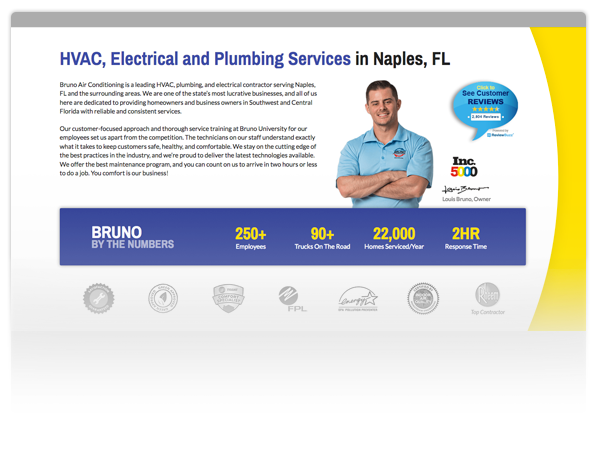 HVAC, Electrical and Plumbing Services in Naples, FL
Bruno Air Conditioning is a leading HVAC, plumbing, and electrical contractor serving Naples,
FL and the surrounding areas. We are one of the state's most lucrative businesses, and all of us
here are dedicated to providing homeowners and business owners in Southwest and Central
Florida with reliable and consistent services.
Our customer-focused approach and thorough service training at Bruno University for our
employees set us apart from the competition. The technicians on our staff understand exactly
what it takes to keep customers safe, healthy, and comfortable. We stay on the cutting edge of
the best practices in the industry, and we're proud to deliver the latest technologies available.
We offer the best maintenance program, and you can count on us to arrive in two hours or less
to do a job. You comfort is our business!
Click to
See Customer
REVIEWS
2,804 Reviews
Powered by
ReviewBuzz
Inc.
5000
Louis Bruno
Louis Bruno, Owner
BRUNO
BY THE NUMBERS
250+
Employees
90+
Trucks On The Road
22,000
Homes Serviced/Year
2HR
Response Time
FPL
energy
Rheem
Top Contractor